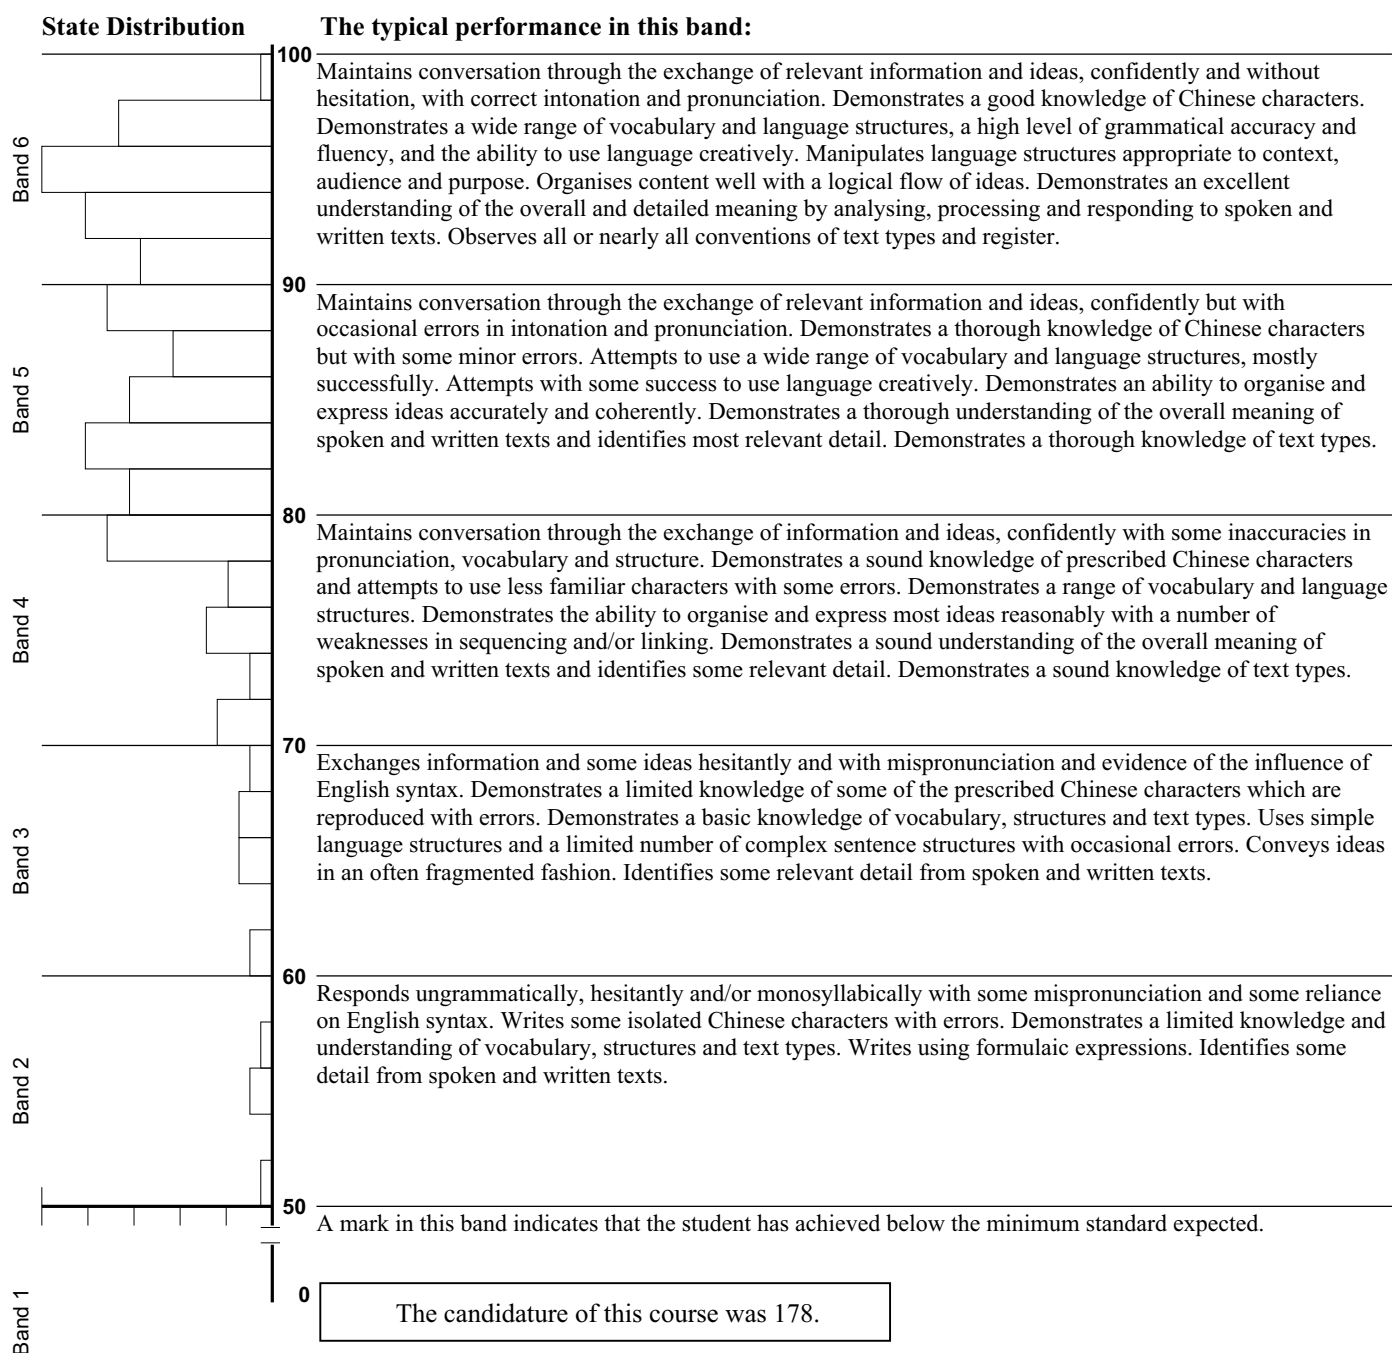 State Distribution
The typical performance in this band:
100
Maintains conversation through the exchange of relevant information and ideas, confidently and without
hesitation, with correct intonation and pronunciation. Demonstrates a good knowledge of Chinese characters.
Demonstrates a wide range of vocabulary and language structures, a high level of grammatical accuracy and
fluency, and the ability to use language creatively. Manipulates language structures appropriate to context,
audience and purpose. Organises content well with a logical flow of ideas. Demonstrates an excellent
understanding of the overall and detailed meaning by analysing, processing and responding to spoken and
written texts. Observes all or nearly all conventions of text types and register.
Band 6
90
Maintains conversation through the exchange of relevant information and ideas, confidently but with
occasional errors in intonation and pronunciation. Demonstrates a thorough knowledge of Chinese characters
but with some minor errors. Attempts to use a wide range of vocabulary and language structures, mostly
successfully. Attempts with some success to use language creatively. Demonstrates an ability to organise and
express ideas accurately and coherently. Demonstrates a thorough understanding of the overall meaning of
spoken and written texts and identifies most relevant detail. Demonstrates a thorough knowledge of text types.
Band 5
80
Maintains conversation through the exchange of information and ideas, confidently with some inaccuracies in
pronunciation, vocabulary and structure. Demonstrates a sound knowledge of prescribed Chinese characters
and attempts to use less familiar characters with some errors. Demonstrates a range of vocabulary and language
structures. Demonstrates the ability to organise and express most ideas reasonably with a number of
weaknesses in sequencing and/or linking. Demonstrates a sound understanding of the overall meaning of
spoken and written texts and identifies some relevant detail. Demonstrates a sound knowledge of text types.
Band 4
70
Exchanges information and some ideas hesitantly and with mispronunciation and evidence of the influence of
English syntax. Demonstrates a limited knowledge of some of the prescribed Chinese characters which are
reproduced with errors. Demonstrates a basic knowledge of vocabulary, structures and text types. Uses simple
language structures and a limited number of complex sentence structures with occasional errors. Conveys ideas
in an often fragmented fashion. Identifies some relevant detail from spoken and written texts.
Band 3
60
Responds ungrammatically, hesitantly and/or monosyllabically with some mispronunciation and some reliance
on English syntax. Writes some isolated Chinese characters with errors. Demonstrates a limited knowledge and
understanding of vocabulary, structures and text types. Writes using formulaic expressions. Identifies some
detail from spoken and written texts.
Band 2
50
A mark in this band indicates that the student has achieved below the minimum standard expected.
Band 1
0
The candidature of this course was 178.